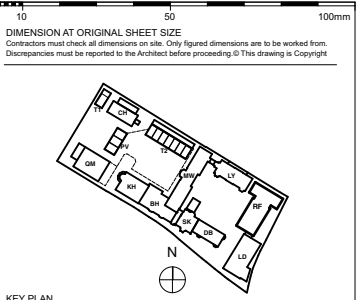 10 50 100mm
DIMENSION AT ORIGINAL SHEET SIZE
Contractors must check all dimensions on site. Only figured dimensions are to be worked from.
Discrepancies must be reported to the Architect before proceeding.© This drawing is Copyright
T1
CH
PV
T2
QM
KH
BH
MW
LY
SK
DB
RF
LD
N
KEY PLAN